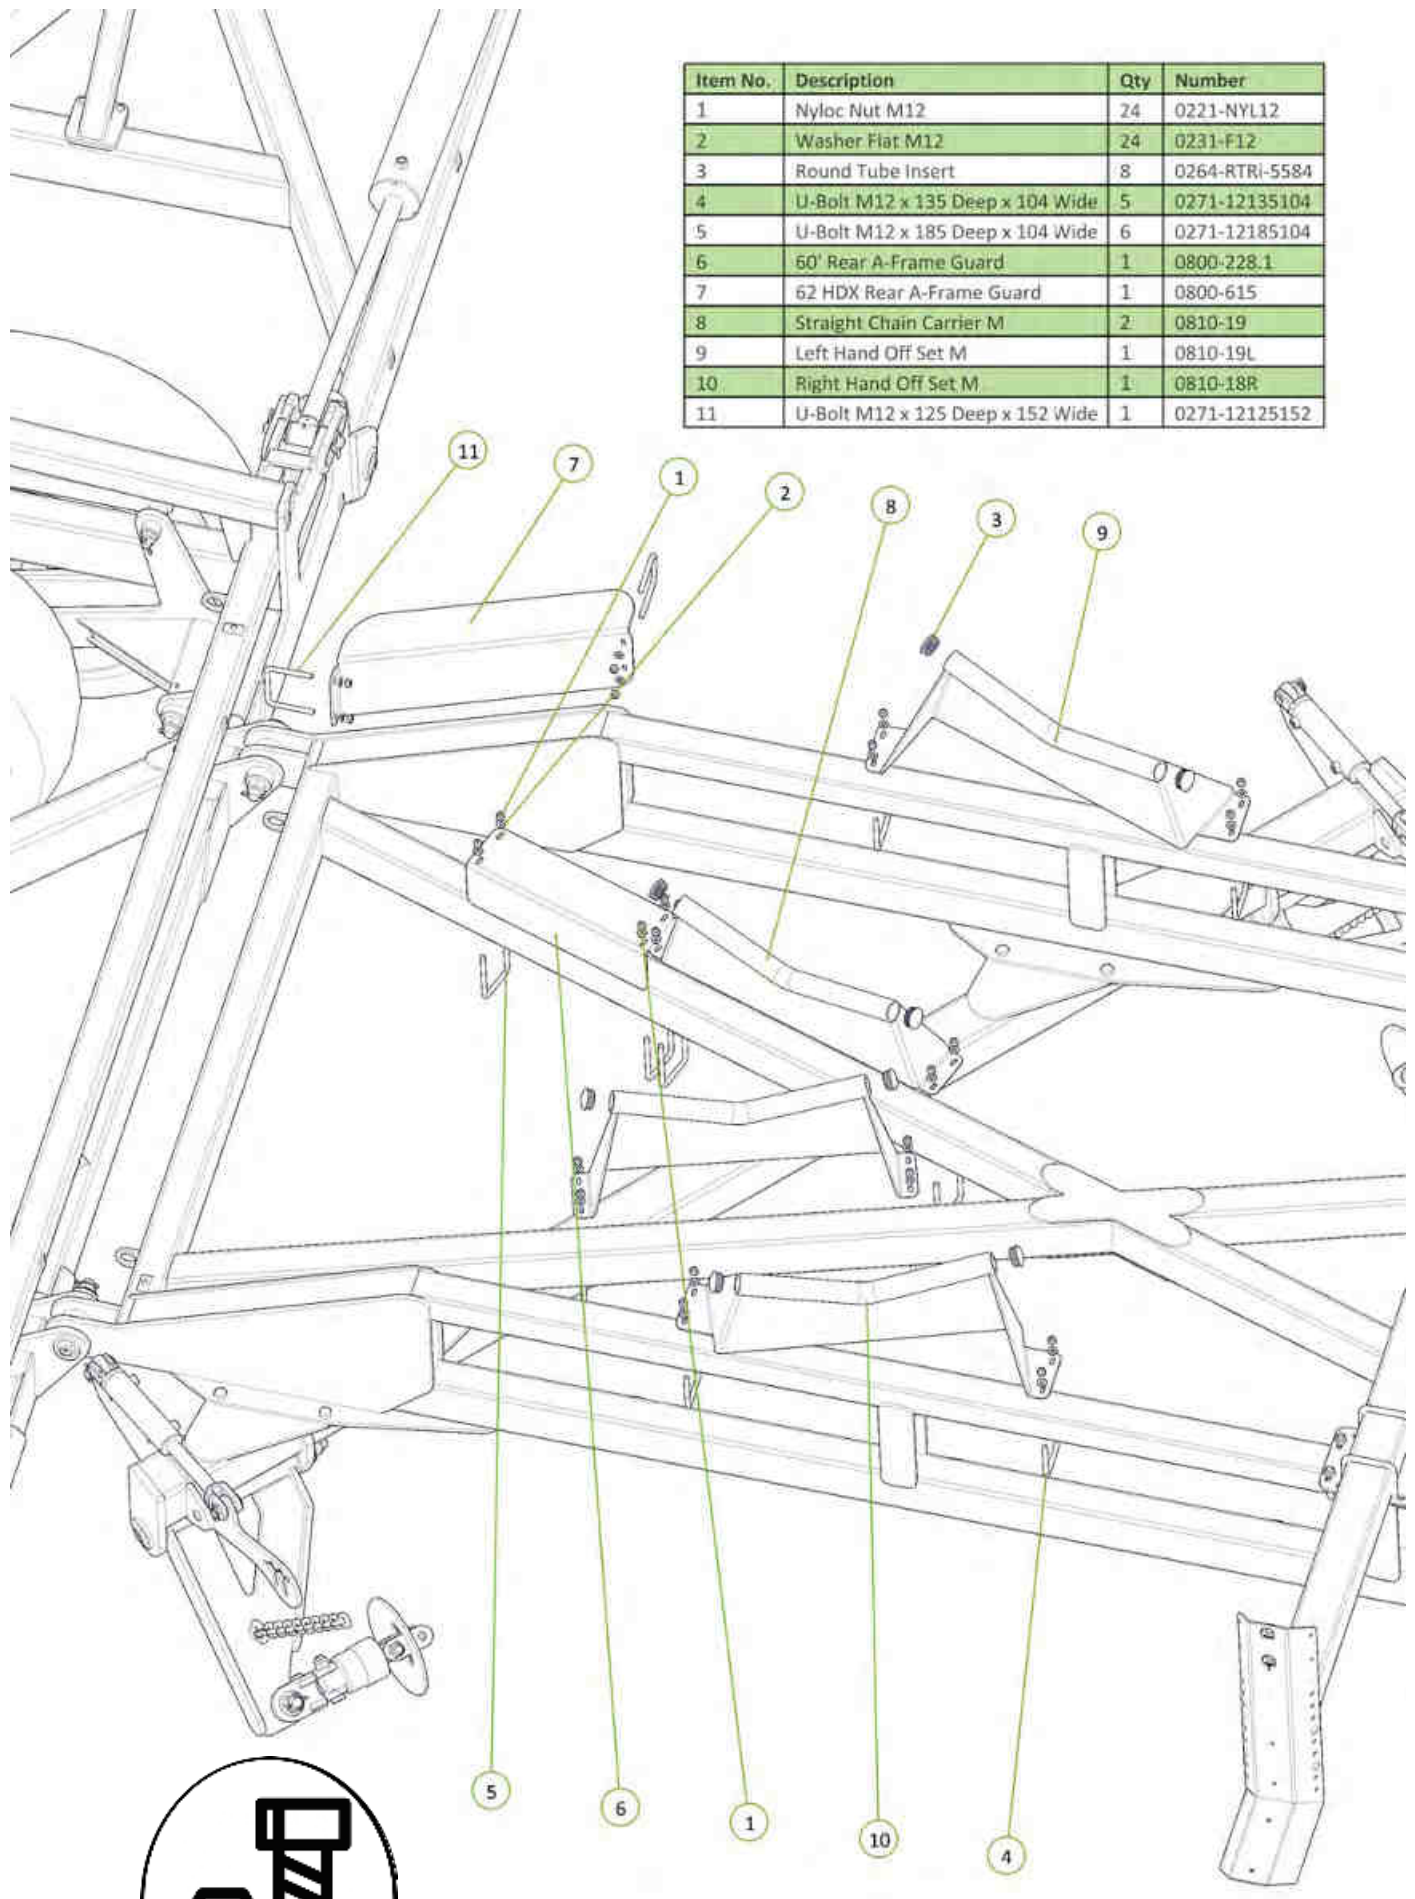 Item No. Description Qty Number
1 Nyloc Nut M12 24 0221-NYL12
2 Washer Flat M12 24 0231-F12
3 Round Tube Insert 8 0264-RTRi-5584
4 U-Bolt M12 x 135 Deep x 104 Wide 5 0271-12135104
5 U-Bolt M12 x 185 Deep x 104 Wide 6 0271-12185104
6 60' Rear A-Frame Guard 1 0800-228.1
7 62 HDX Rear A-Frame Guard 1 0800-615
8 Straight Chain Carrier M 2 0810-19
9 Left Hand Off Set M 1 0810-19L
10 Right Hand Off Set M 1 0810-18R
11 U-Bolt M12 x 125 Deep x 152 Wide 1 0271-12125152
11
7
1
2
8
3
9
5
6
1
10
4